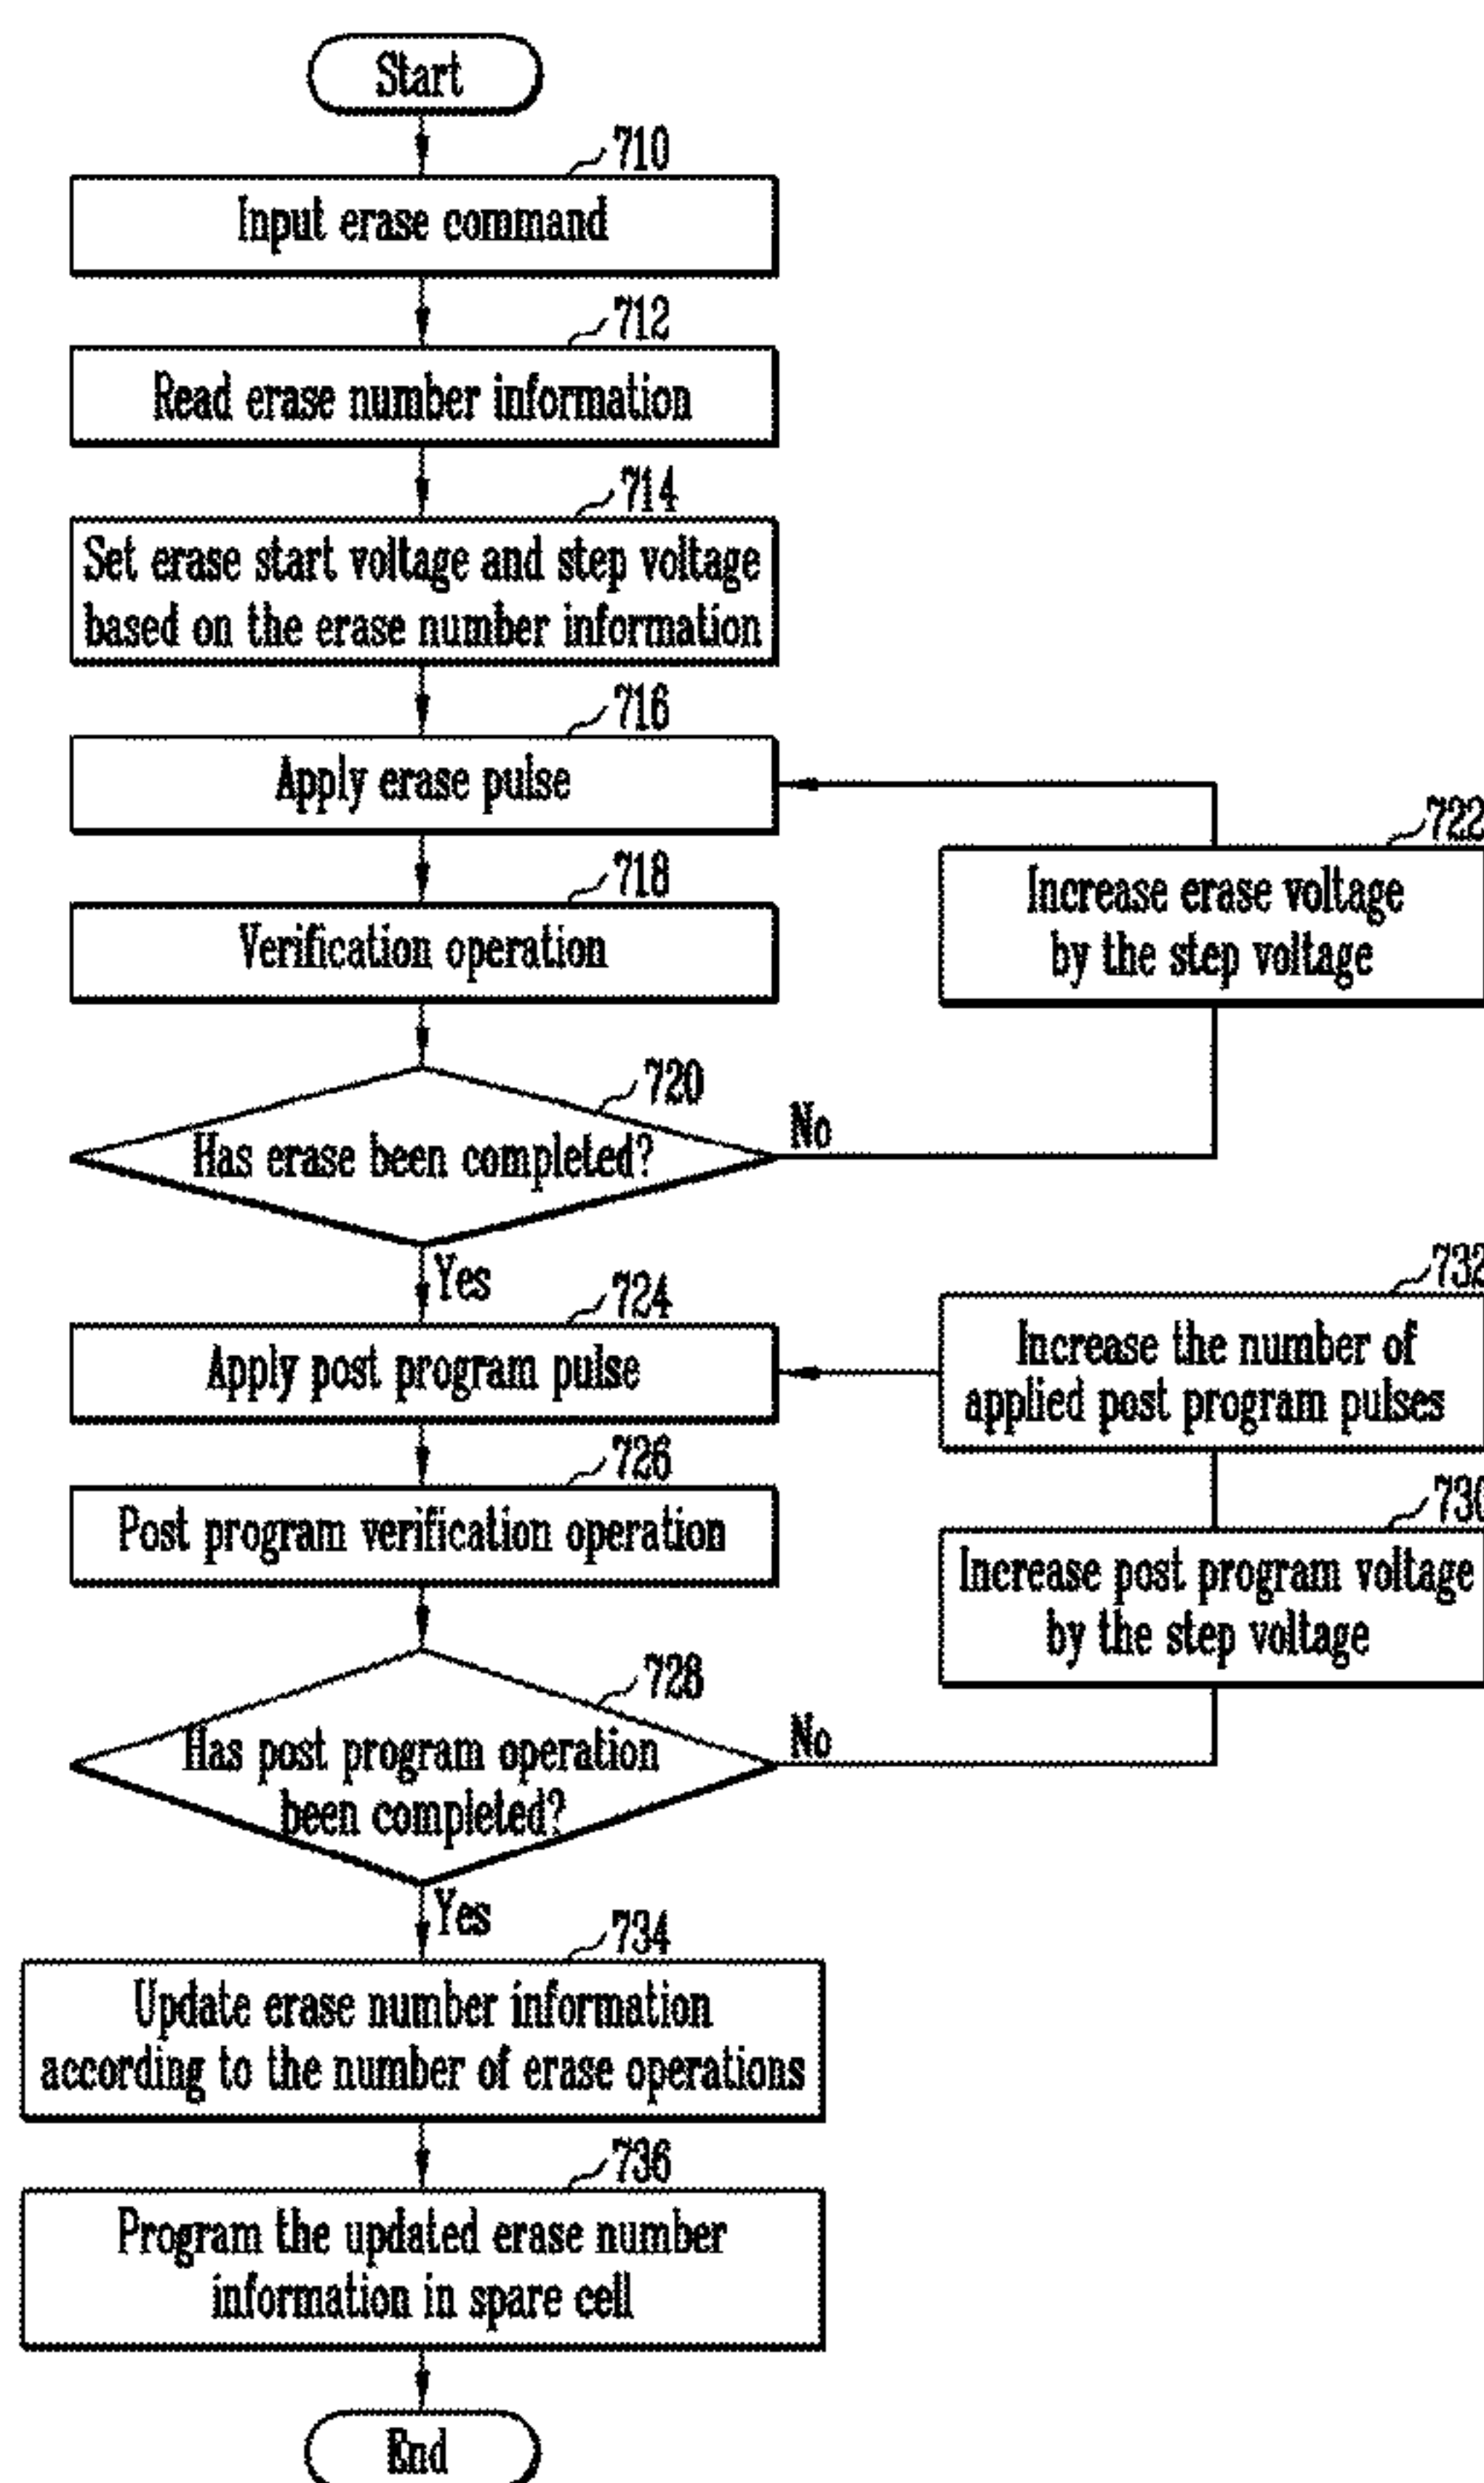 Start
710
Input erase command
712
Read erase number information
714
Set erase start voltage and step voltage
based on the erase number information
716
Apply erase pulse
722
Increase erase voltage
by the step voltage
718
Verification operation
720
Has erase been completed?
No
Yes
724
Apply post program pulse
732
Increase the number of
applied post program pulses
726
Post program verification operation
730
Increase post program voltage
by the step voltage
728
Has post program operation
been completed?
No
Yes
734
Update erase number information
according to the number of erase operations
736
Program the updated erase number
information in spare cell
End